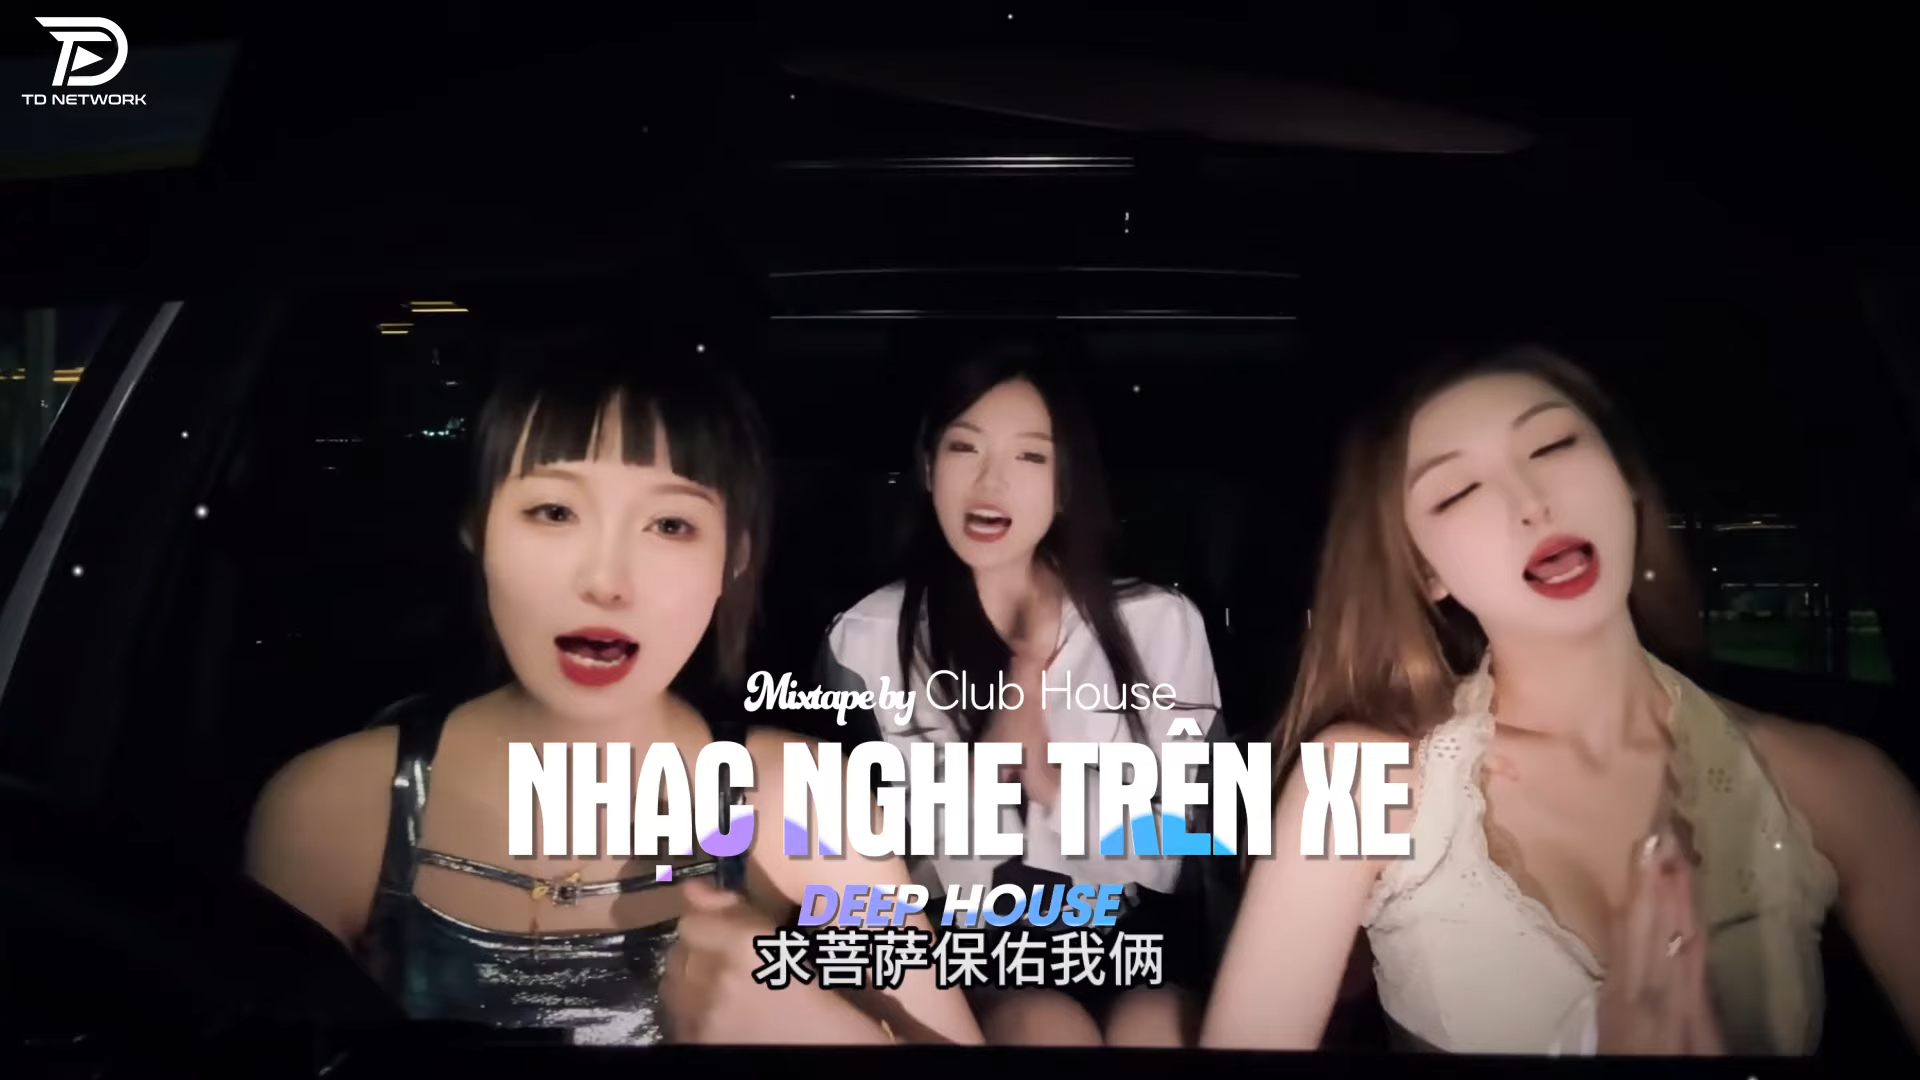 TD NETWORK
Mixtape by Club House
NHẠC NGHE TRÊN XE
DEEP HOUSE
求菩萨保佑我俩